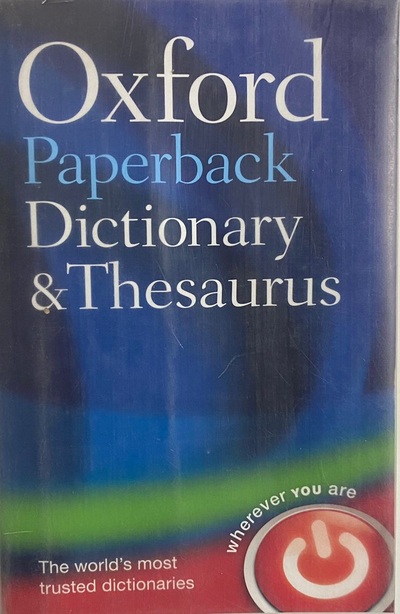 Oxford
Paperback
Dictionary
& Thesaurus
wherever YOU are
The world's most
trusted dictionaries